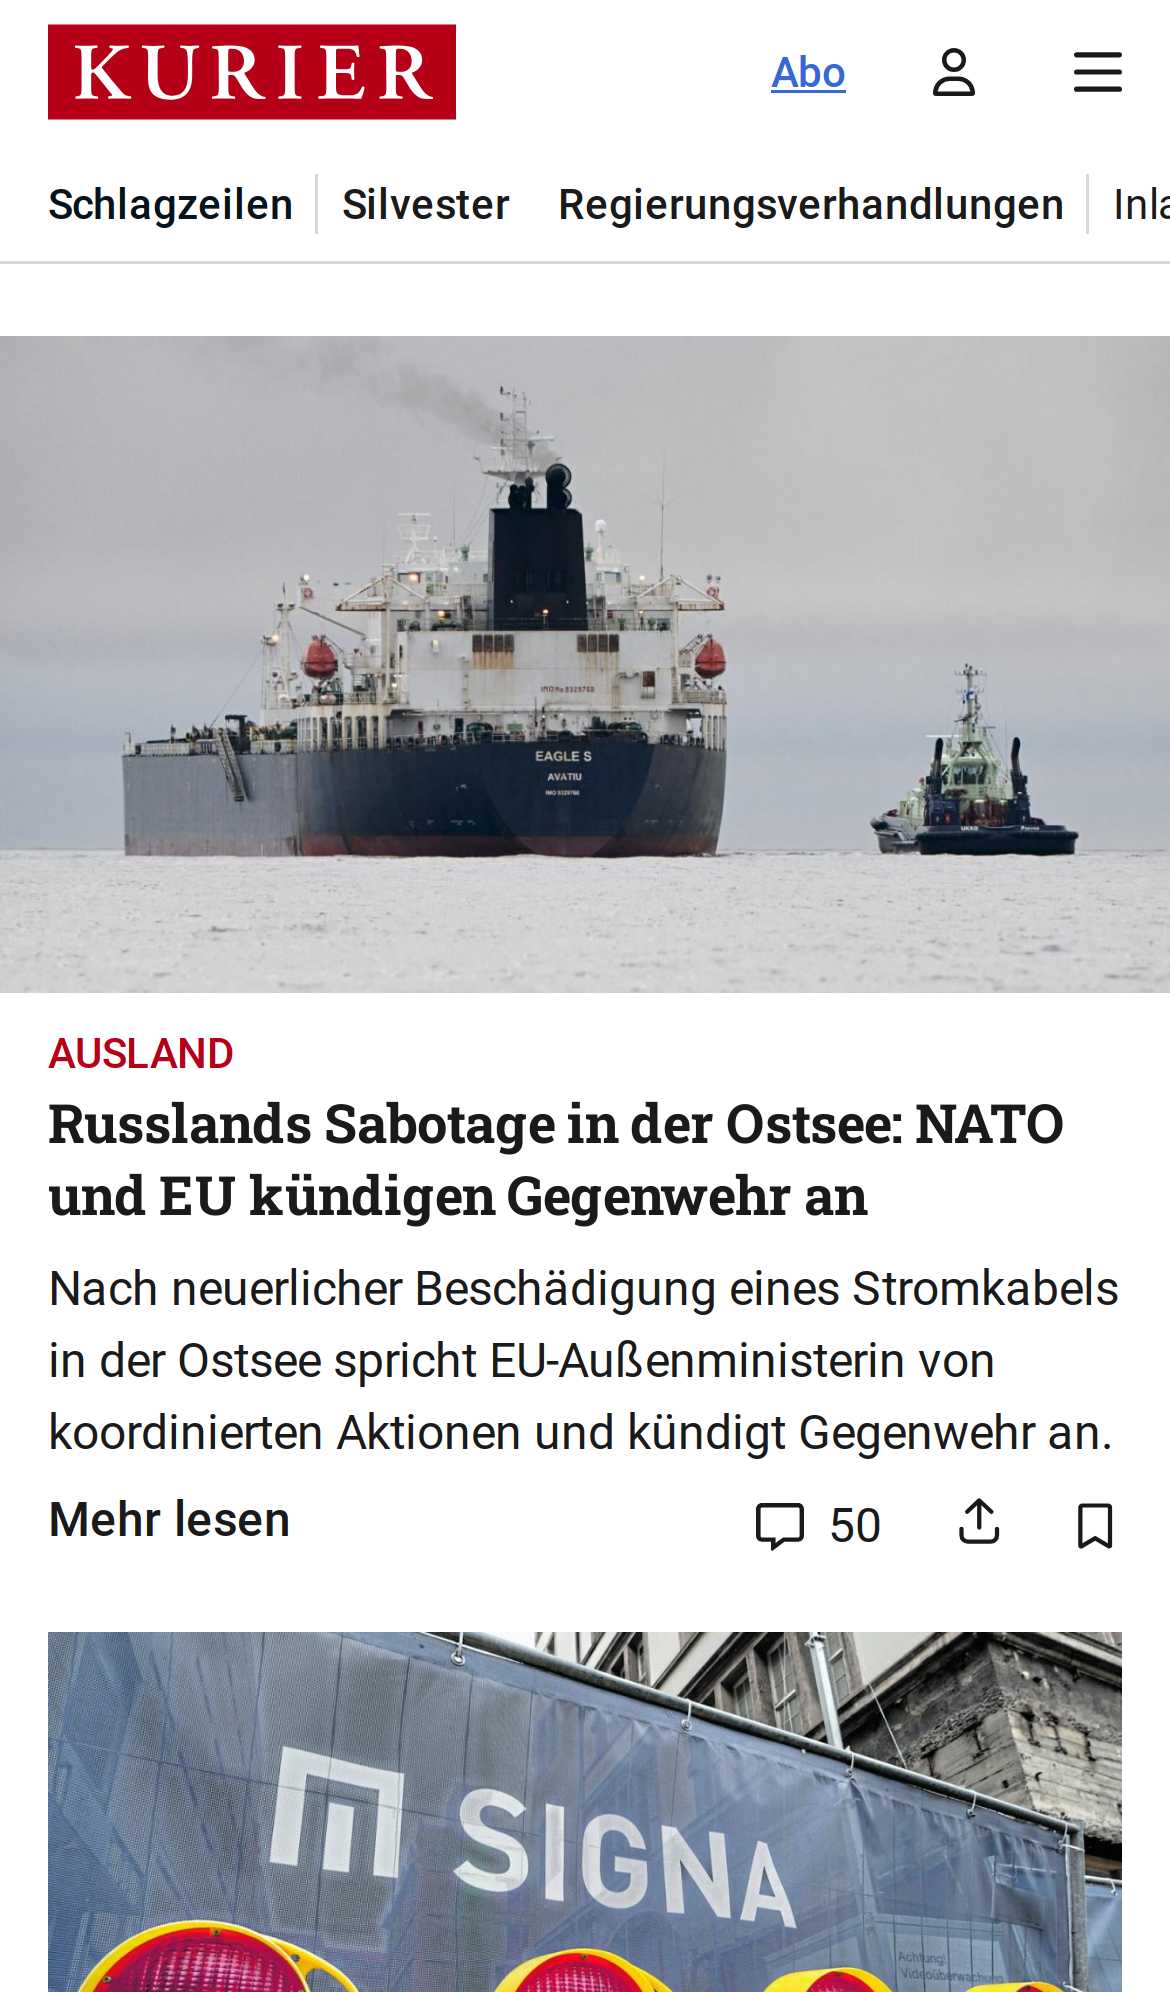 KURIER
Abo
Schlagzeilen
Silvester
Regierungsverhandlungen
Inla
EAGLE S
AVATIU
IMO 9329760
AUSLAND
Russlands Sabotage in der Ostsee: NATO
und EU kündigen Gegenwehr an
Nach neuerlicher Beschädigung eines Stromkabels
in der Ostsee spricht EU-Außenministerin von
koordinierten Aktionen und kündigt Gegenwehr an.
Mehr lesen
50
SIGNA
Achtung!
Videoüberwachung